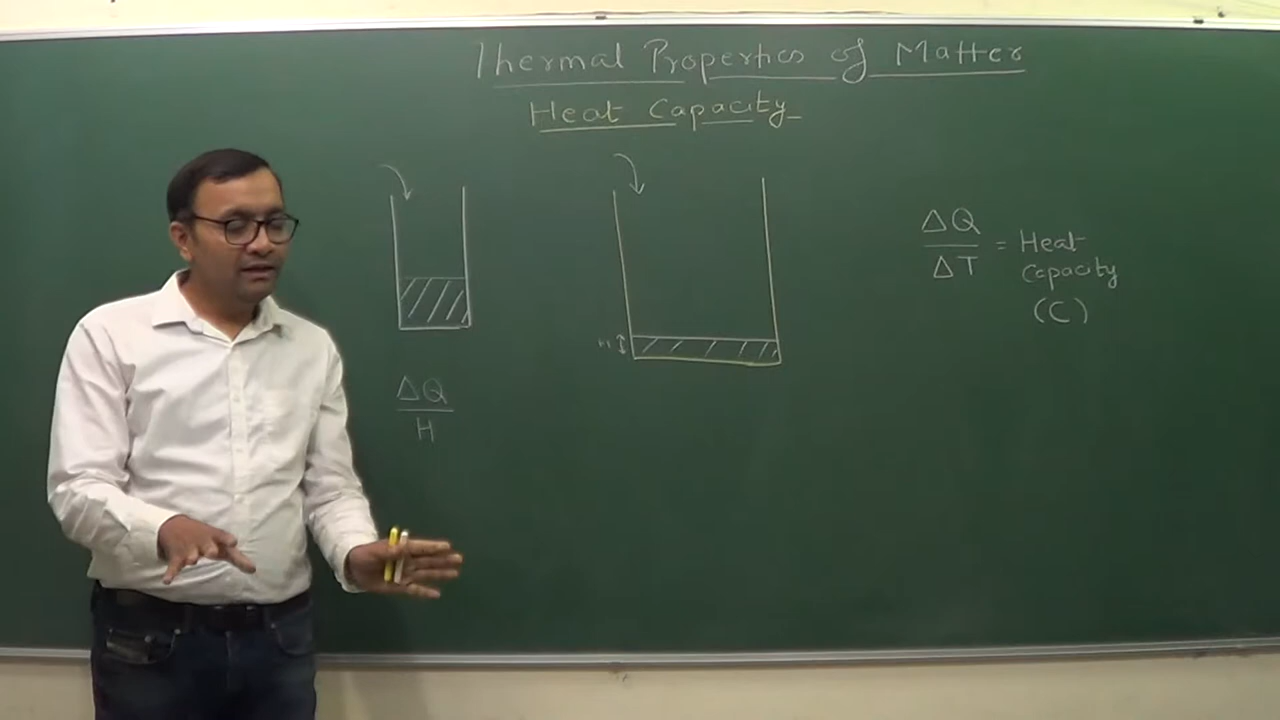 Thermal Properties of Matter
Heat Capacity
H
ΔQ
H
ΔQ
ΔT
= Heat
Capacity
(C)